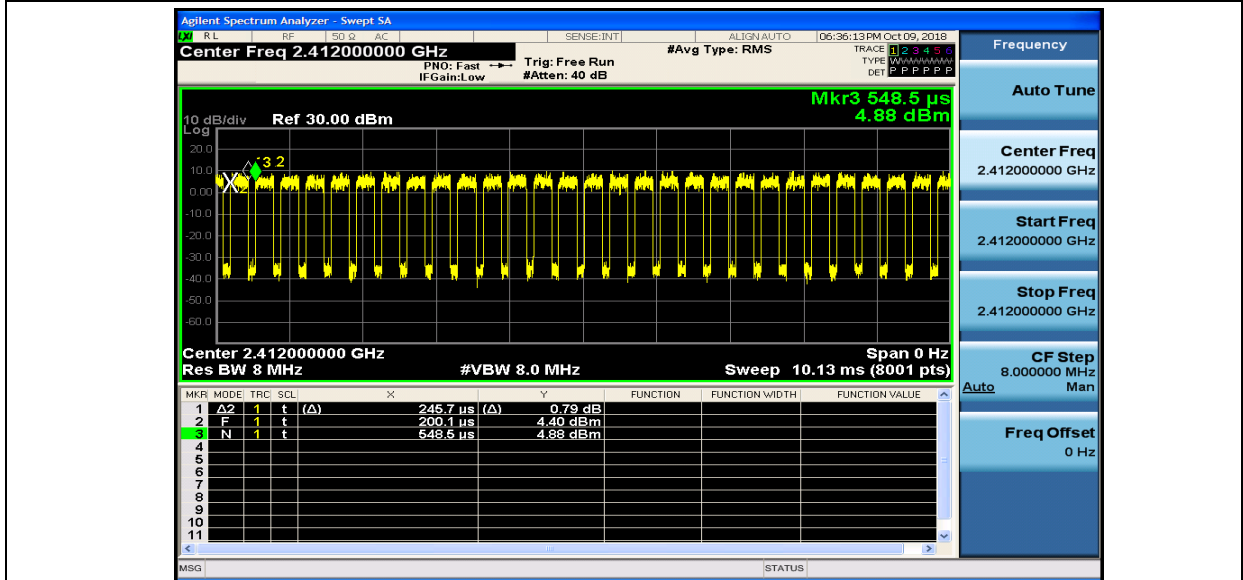 Agilent Spectrum Analyzer - Swept SA
RL RF 50 Ω AC SENSE:INT ALIGNAUTO 06:36:13PM Oct 09, 2018
Center Freq 2.412000000 GHz
PNO: Fast
IFGain:Low
Trig: Free Run
#Atten: 40 dB
#Avg Type: RMS
TRACE 1 2 3 4 5 6
TYPE
DET P P P P P P
Mkr3 548.5 µs
4.88 dBm
10 dB/div Ref 30.00 dBm
Log
20.0
10.0
0.00
-10.0
-20.0
-30.0
-40.0
-50.0
-60.0
3 2
X
Center 2.412000000 GHz Span 0 Hz
Res BW 8 MHz #VBW 8.0 MHz Sweep 10.13 ms (8001 pts)
MKR MODE TRC SCL X Y FUNCTION FUNCTION WIDTH FUNCTION VALUE
1 Δ2 1 t (Δ) 245.7 µs (Δ) 0.79 dB
2 F 1 t 200.1 µs 4.40 dBm
3 N 1 t 548.5 µs 4.88 dBm
4
5
6
7
8
9
10
11
MSG STATUS
Frequency
Auto Tune
Center Freq
2.412000000 GHz
Start Freq
2.412000000 GHz
Stop Freq
2.412000000 GHz
CF Step
8.000000 MHz
Auto Man
Freq Offset
0 Hz